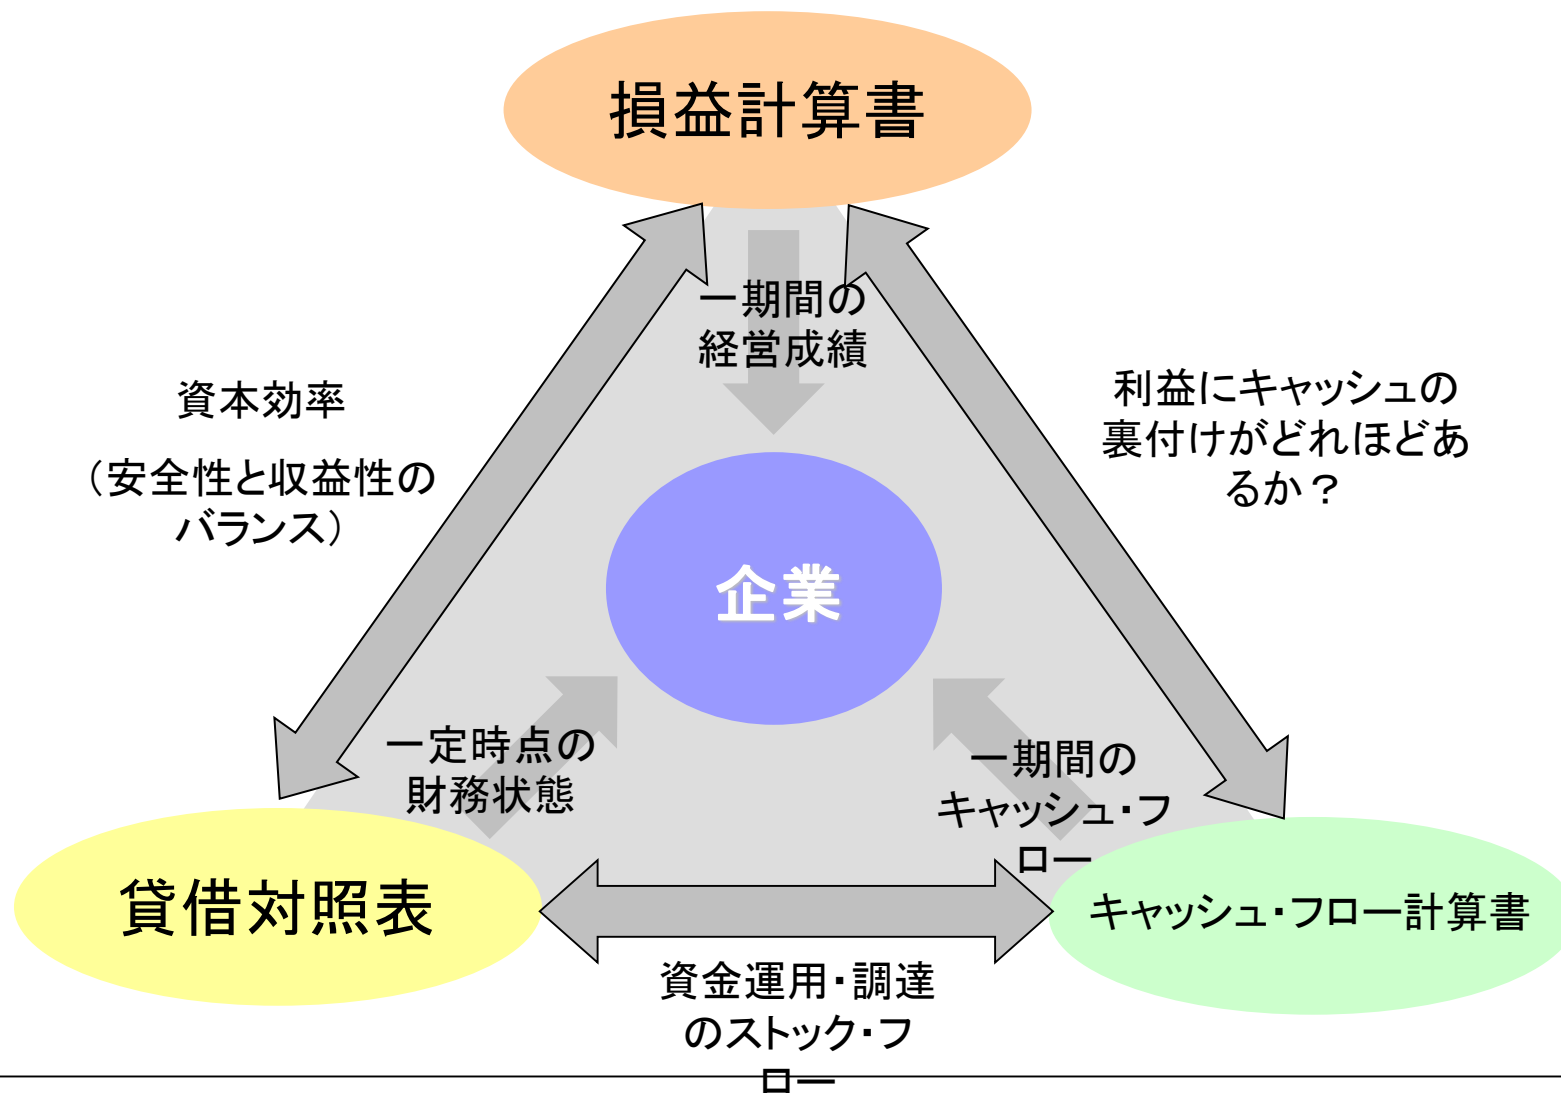 損益計算書
一期間の
経営成績
資本効率
（安全性と収益性の
バランス）
利益にキャッシュの
裏付けがどれほどあ
るか？
企業
一定時点の
財務状態
一期間の
キャッシュ・フ
ロー
貸借対照表
キャッシュ・フロー計算書
資金運用・調達
のストック・フ
ロー